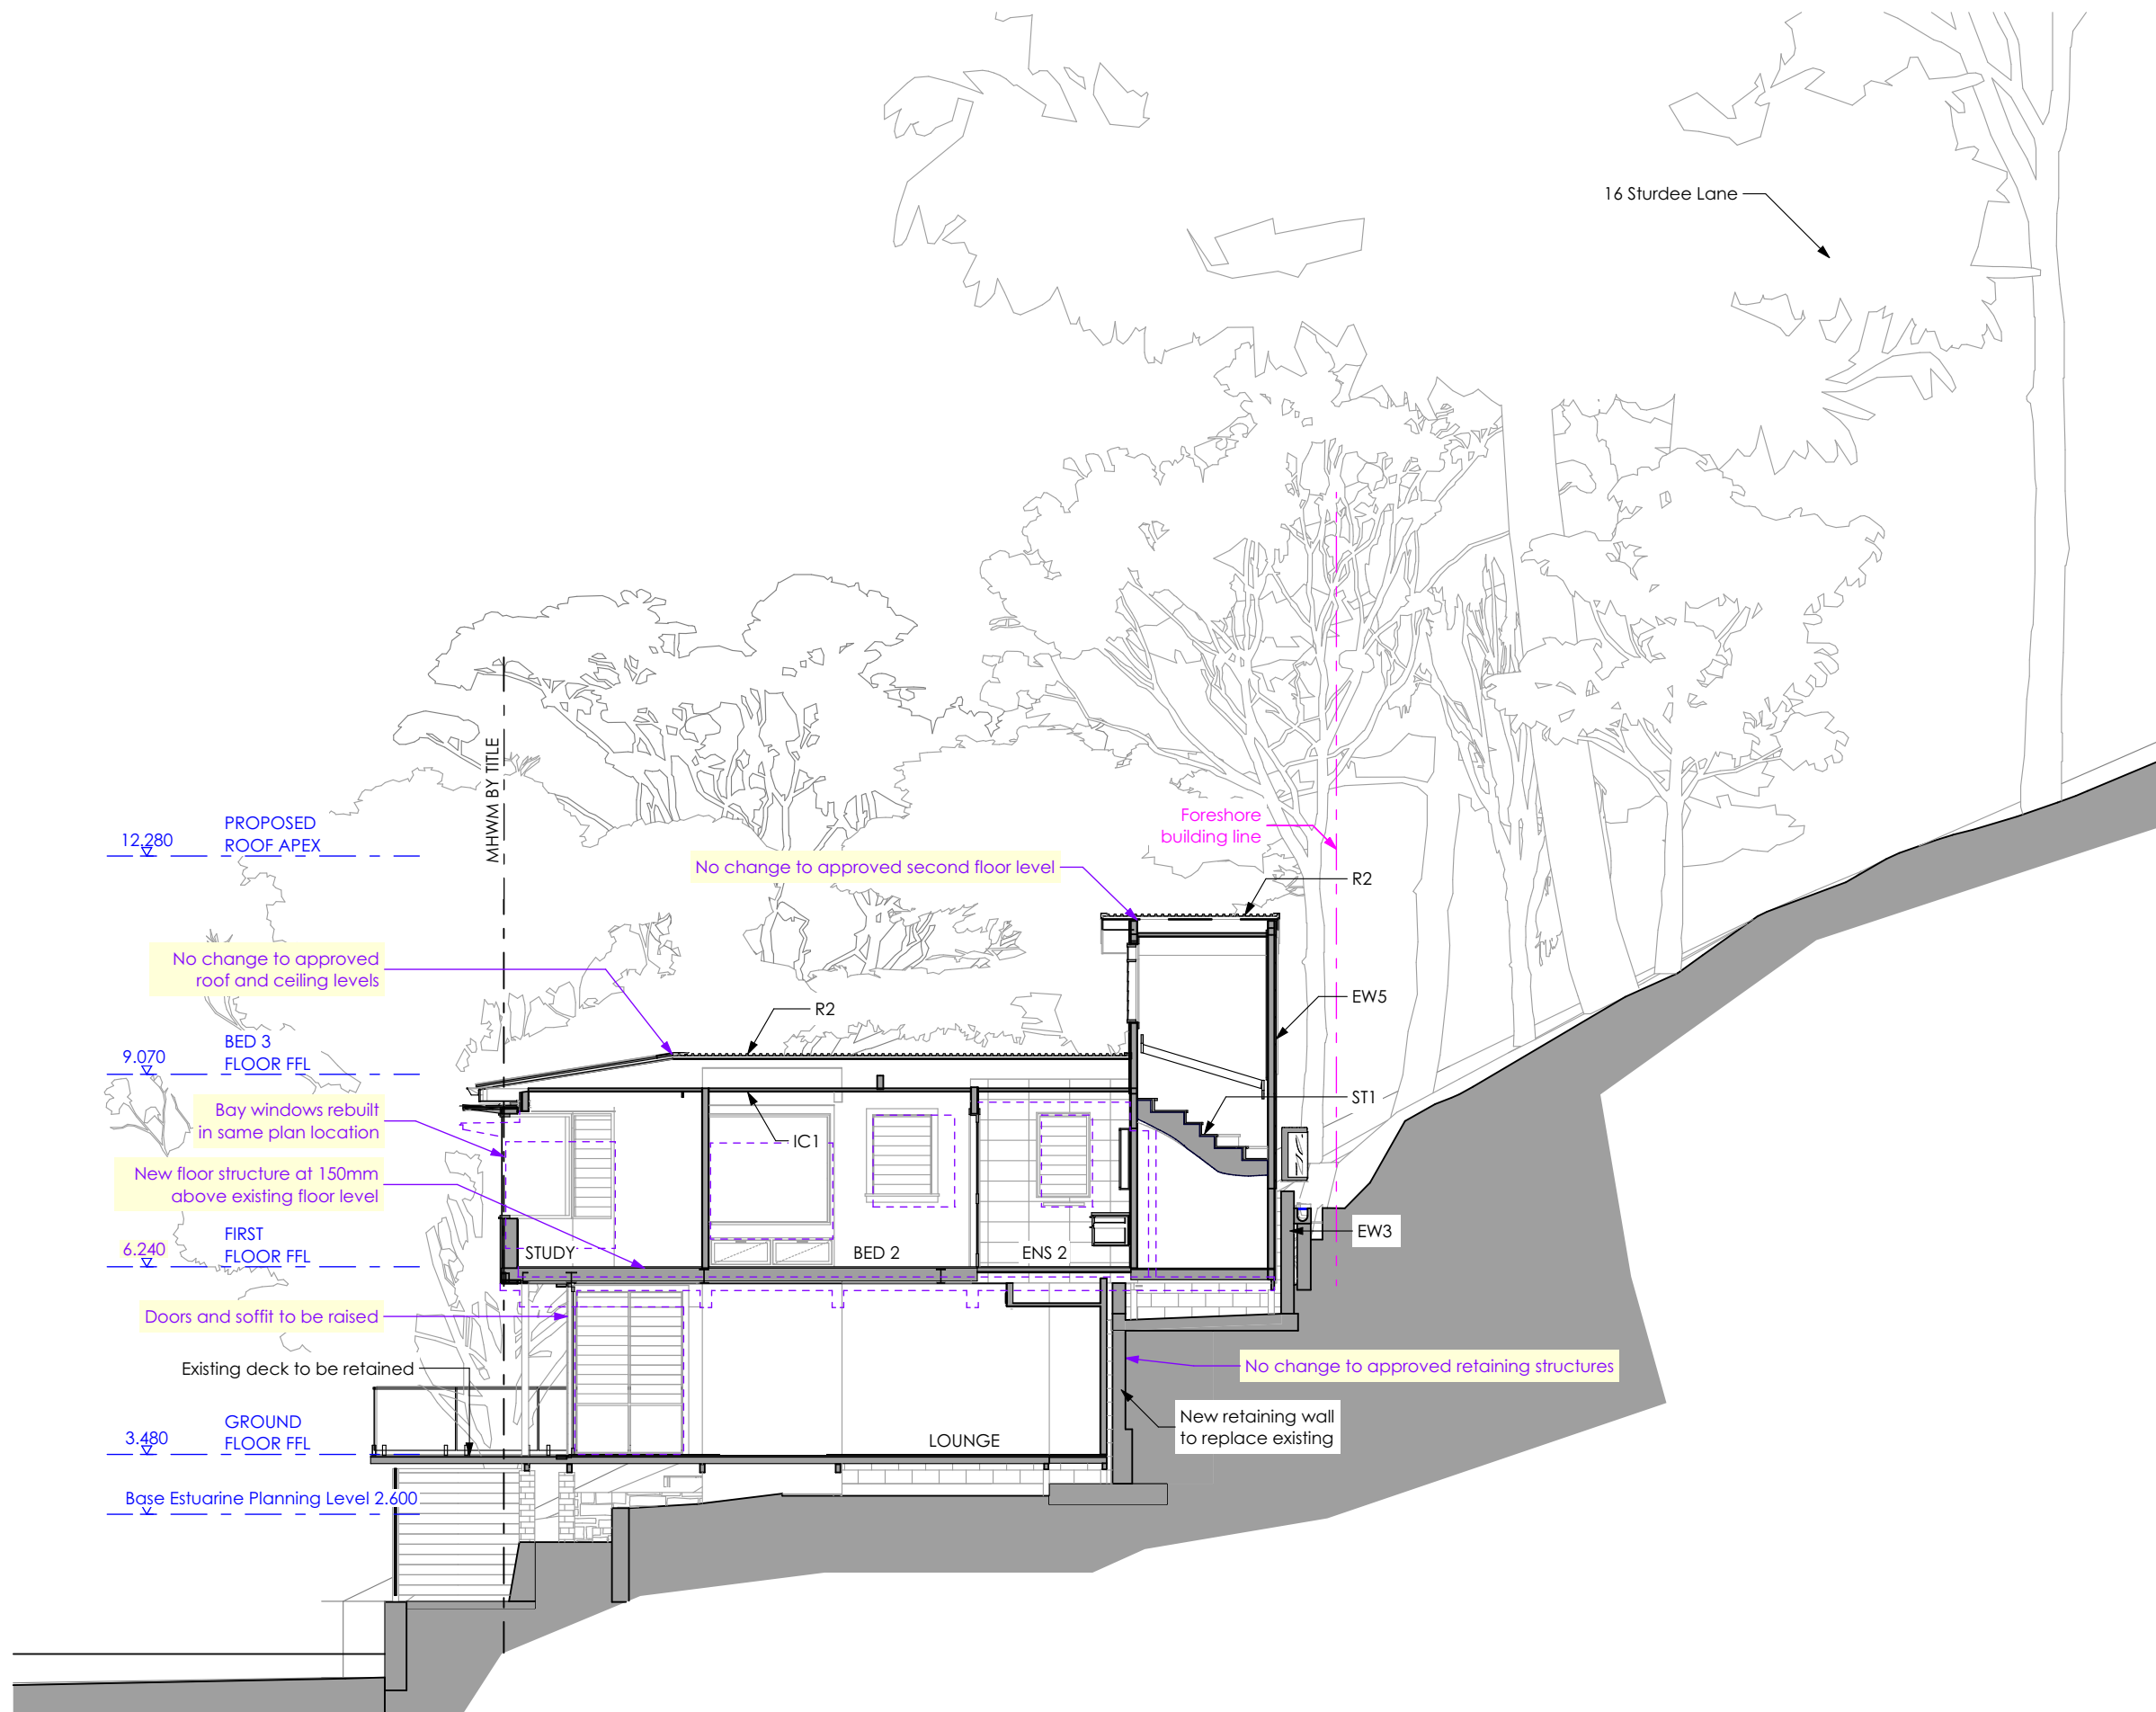 16 Sturdee Lane
MHWM BY TITLE
Foreshore
building line
PROPOSED
12.280 ROOF APEX
No change to approved second floor level
R2
No change to approved
roof and ceiling levels
EW5
R2
BED 3
9.070 FLOOR FFL
ST1
Bay windows rebuilt
in same plan location
IC1
New floor structure at 150mm
above existing floor level
EW3
FIRST
6.240 FLOOR FFL
STUDY
BED 2
ENS 2
Doors and soffit to be raised
Existing deck to be retained
No change to approved retaining structures
New retaining wall
to replace existing
GROUND
3.480 FLOOR FFL
LOUNGE
Base Estuarine Planning Level 2.600